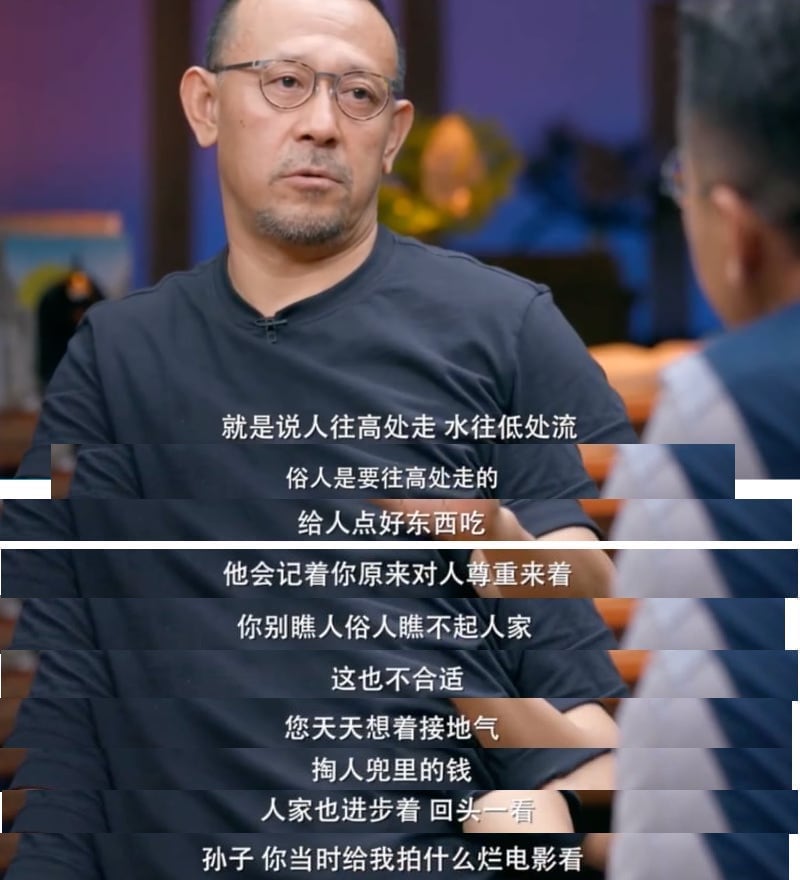 就是说人往高处走 水往低处流
俗人是要往高处走的
给人点好东西吃
他会记着你原来对人尊重来着
你别瞧人俗人瞧不起人家
这也不合适
您天天想着接地气
掏人兜里的钱
人家也进步着 回头一看
孙子 你当时给我拍什么烂电影看